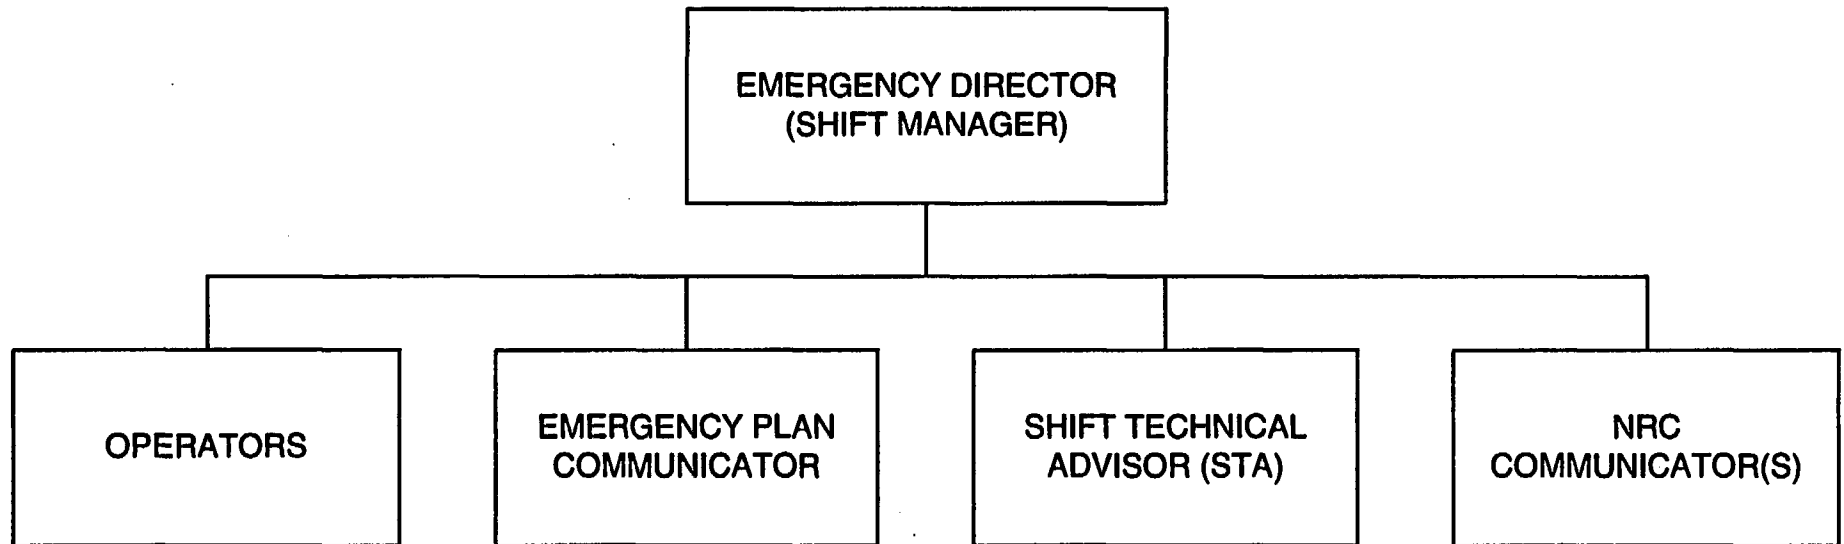 EMERGENCY DIRECTOR
(SHIFT MANAGER)
OPERATORS
EMERGENCY PLAN
COMMUNICATOR
SHIFT TECHNICAL
ADVISOR (STA)
NRC
COMMUNICATOR(S)